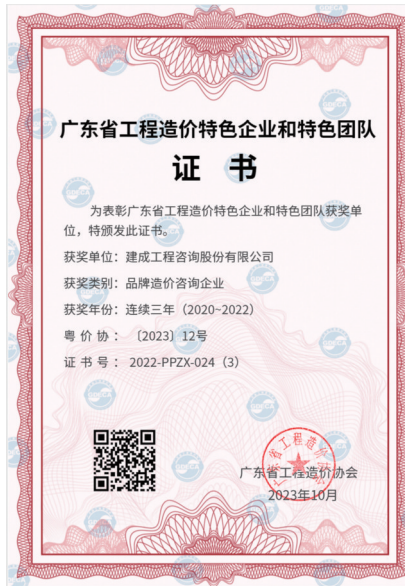 广东省工程造价特色企业和特色团队
证 书
为表彰广东省工程造价特色企业和特色团队获奖单
位，特颁发此证书。
获奖单位：建成工程咨询股份有限公司
获奖类别：品牌造价咨询企业
获奖年份：连续三年（2020~2022）
粤 价 协 ： 〔2023〕12号
证 书 号 ： 2022-PPZX-024（3）
广东省工程造价协会
2023年10月